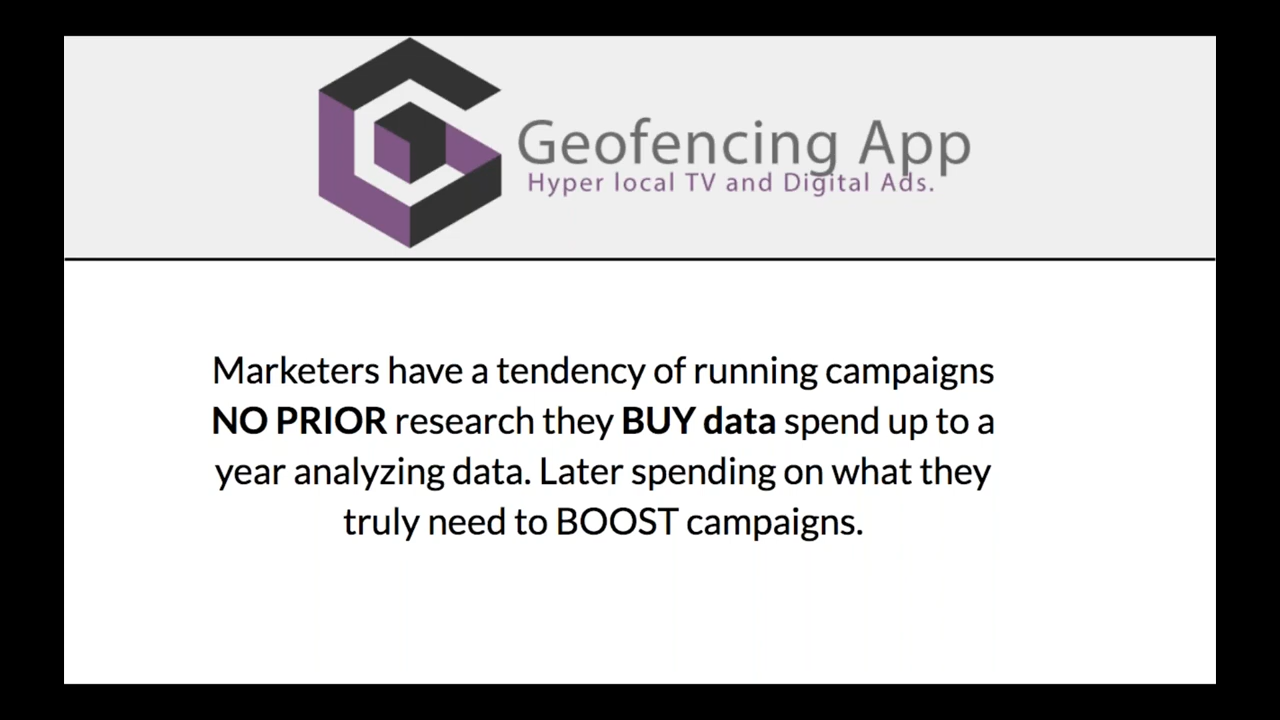 Geofencing App
Hyper local TV and Digital Ads.
Marketers have a tendency of running campaigns
NO PRIOR research they BUY data spend up to a
year analyzing data. Later spending on what they
truly need to BOOST campaigns.